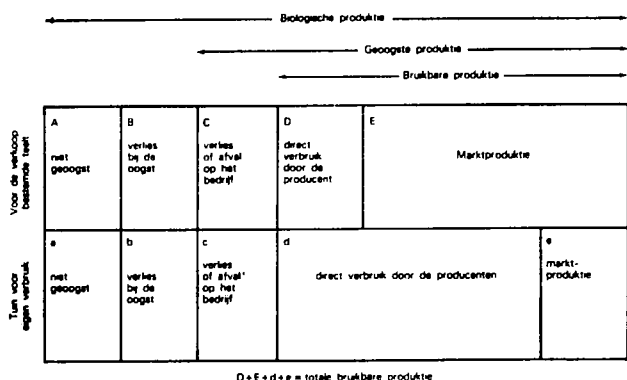 Biologische produktie
Geoogste produktie
Bruikbare produktie
Voor de verkoop
bestemde teelt
A
niet
geoogst
B
verlies
bij de
oogst
C
verlies
of afval
op het
bedrijf
D
direct
verbruik
door de
producent
E
Marktproduktie
Tuin voor
eigen verbruik
a
niet
geoogst
b
verlies
bij de
oogst
c
verlies
of afval'
op het
bedrijf
d
direct verbruik door de producenten
e
markt-
produktie
D + E + d + e = totale bruikbare produktie